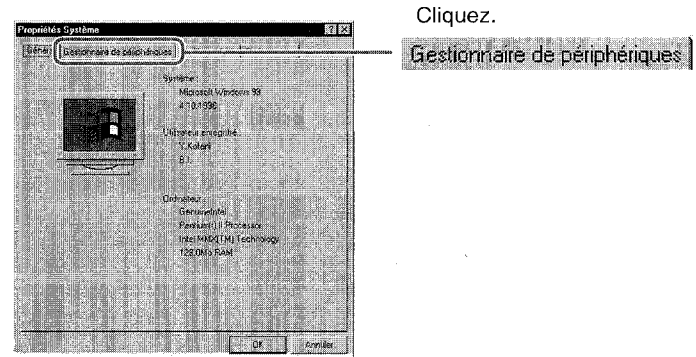 Cliquez.
Gestionnaire de périphériques
Propriétés Système
Général
Gestionnaire de périphériques
Système :
Microsoft Windows 98
4.10.1998
Utilisateur enregistré :
Y.Kotani
Ordinateur :
GenuineIntel
Pentium(r) II Processor
Intel MMX(TM) Technology
128.0Mo RAM
OK
Annuler